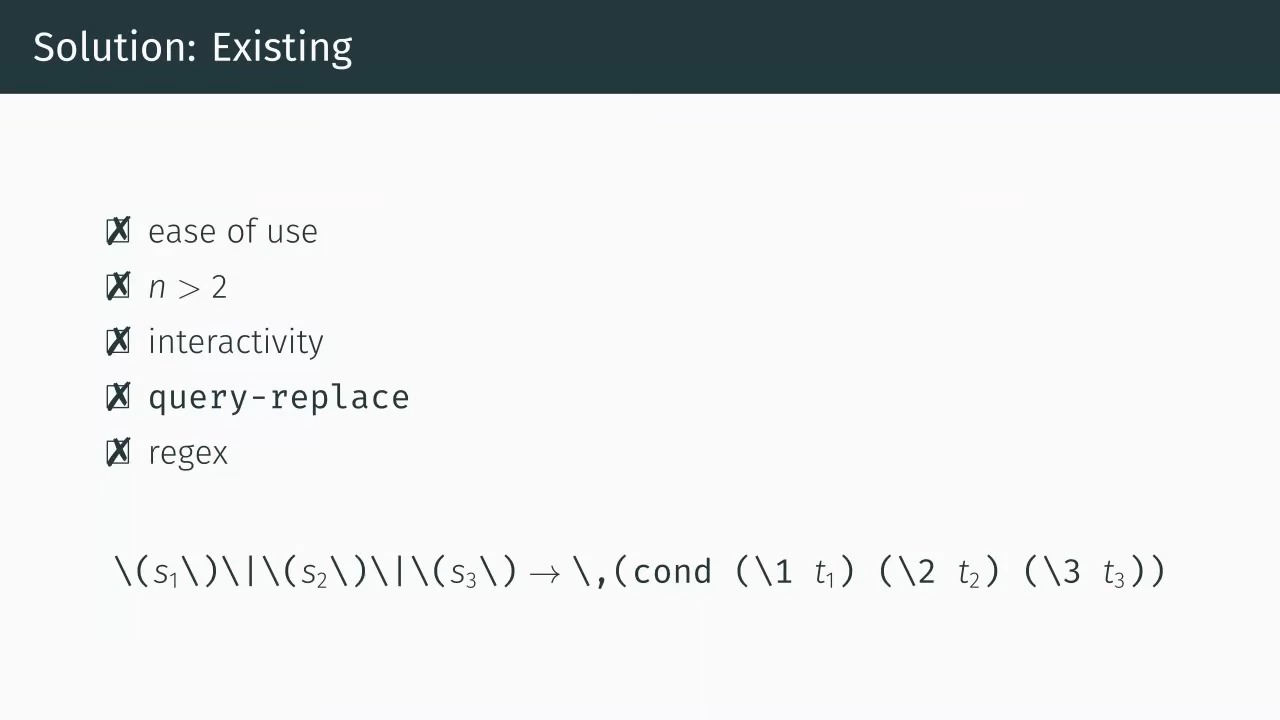 Solution: Existing
☒ ease of use
☒ n > 2
☒ interactivity
☒ query-replace
☒ regex
\(s₁\)\|\(s₂\)\|\(s₃\) → \,(cond (\1 t₁) (\2 t₂) (\3 t₃))